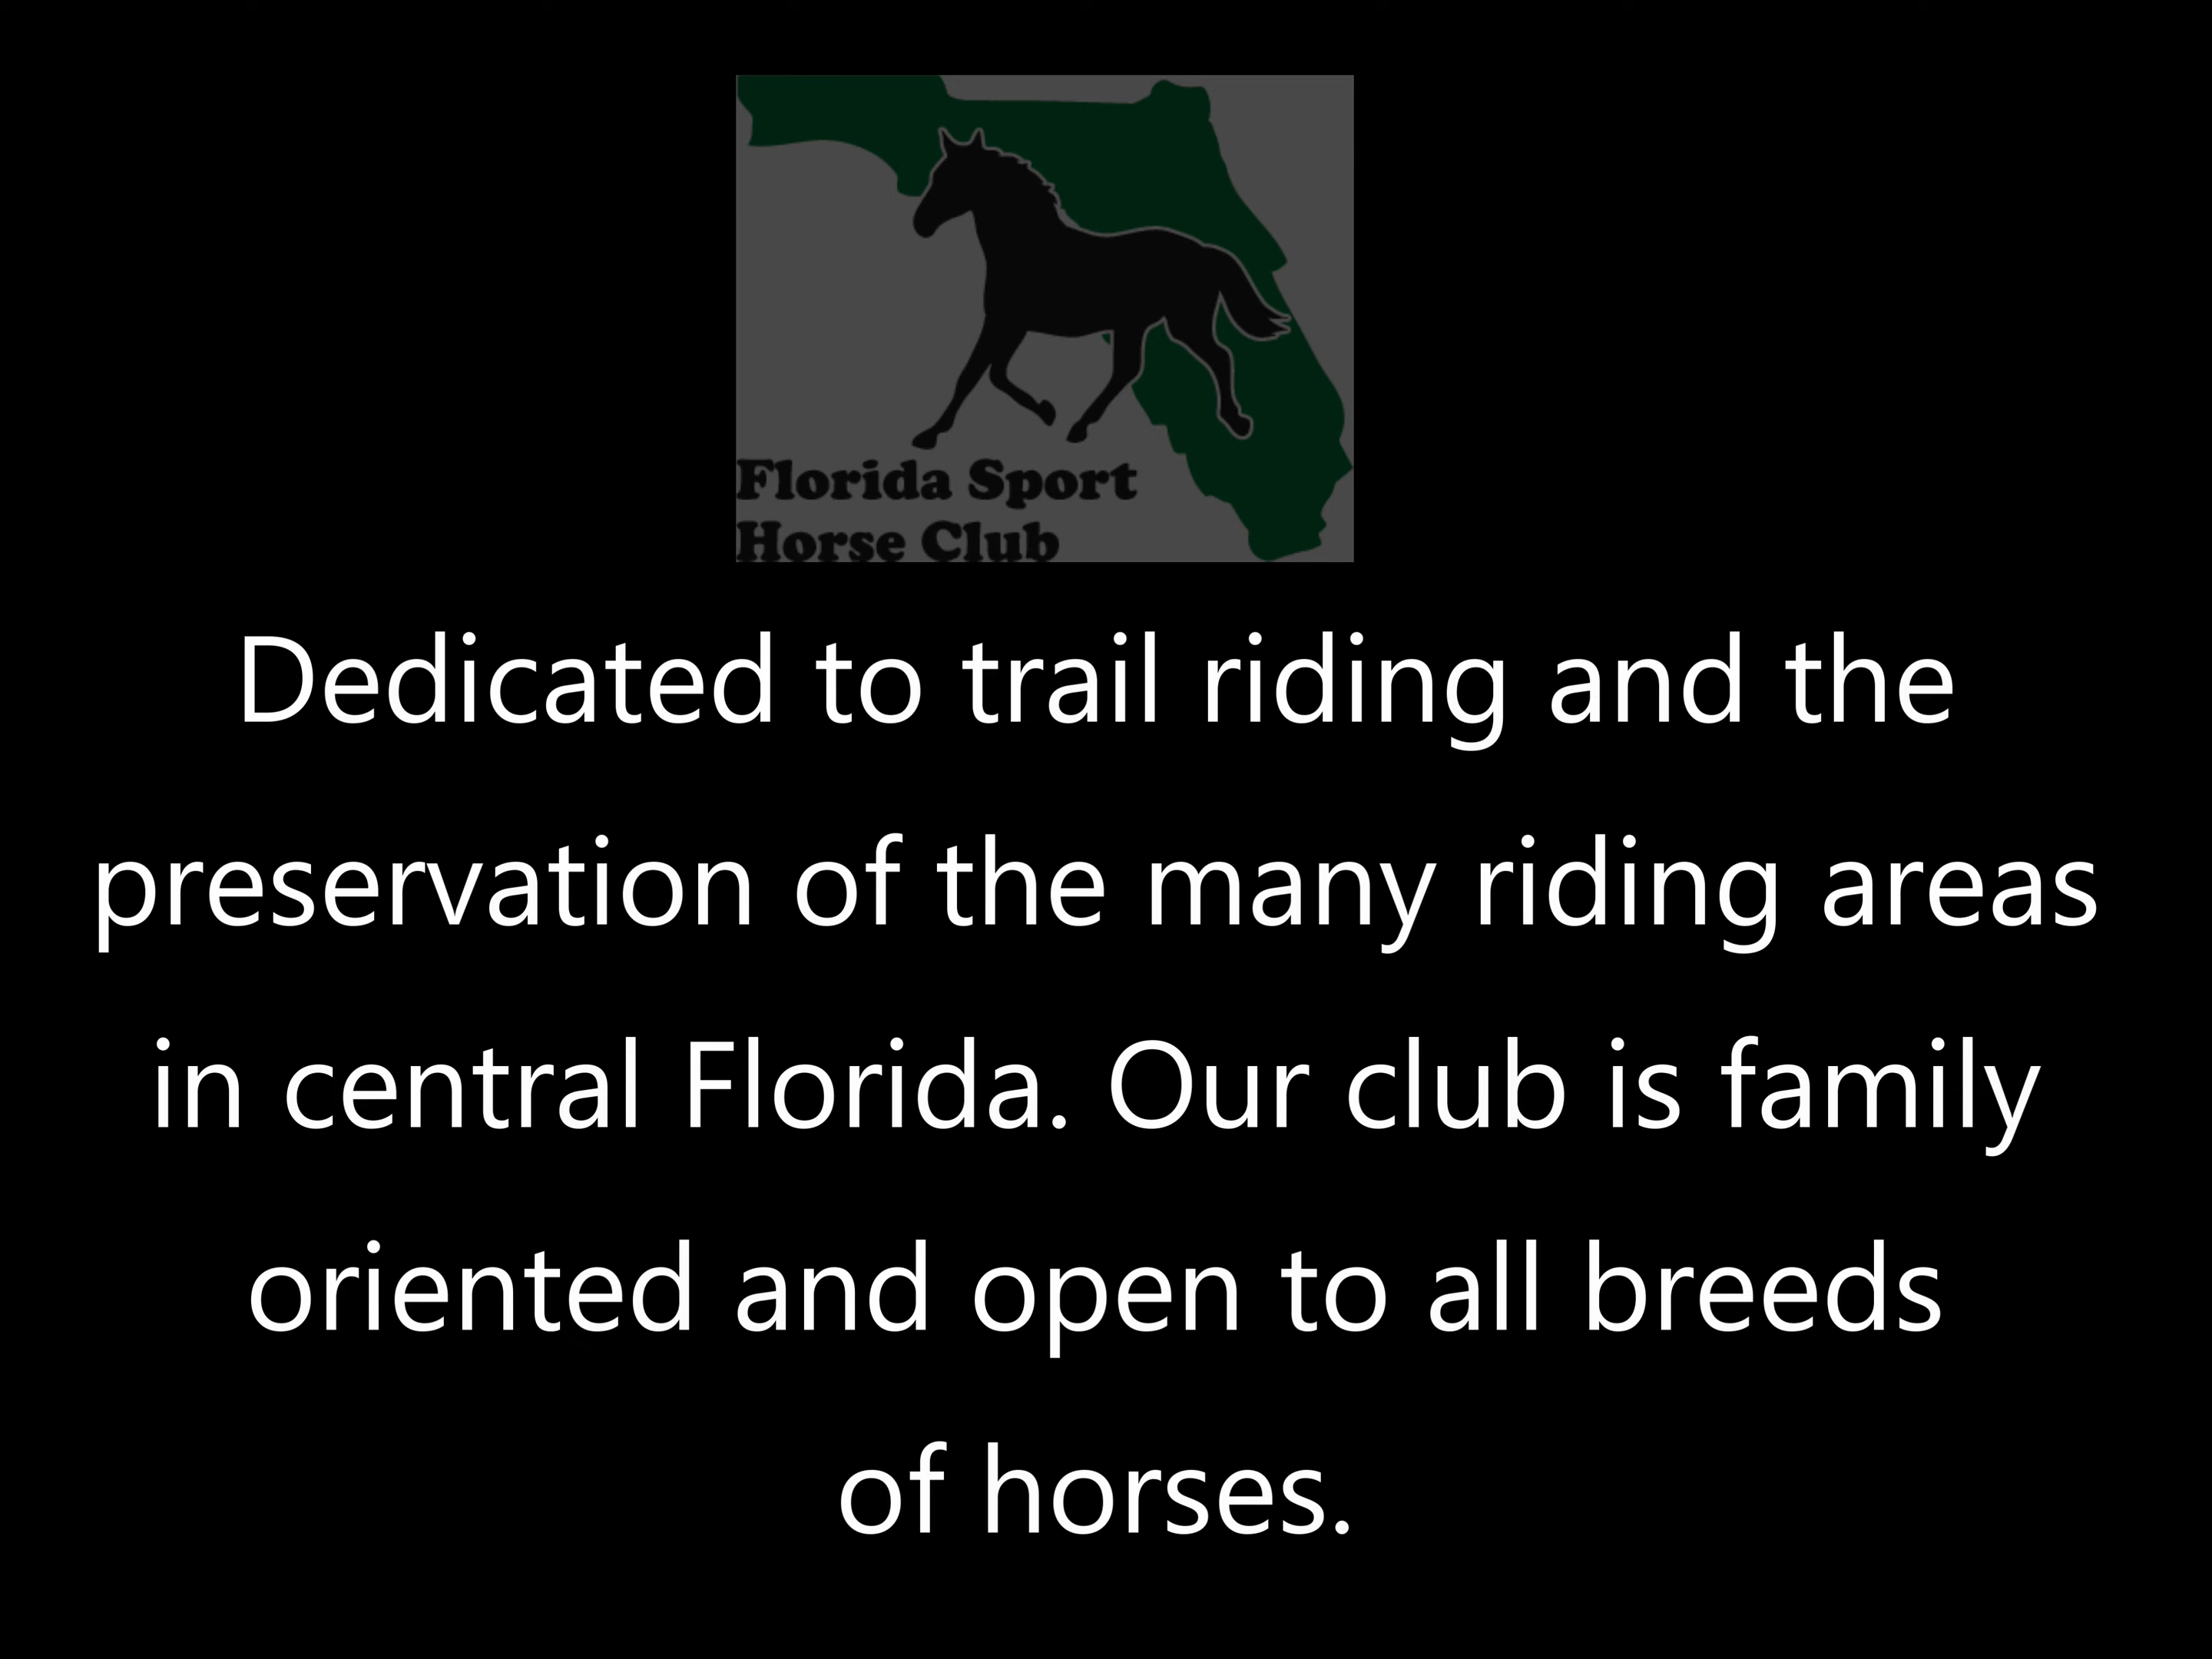 Florida Sport
Horse Club
Dedicated to trail riding and the
preservation of the many riding areas
in central Florida. Our club is family
oriented and open to all breeds
of horses.